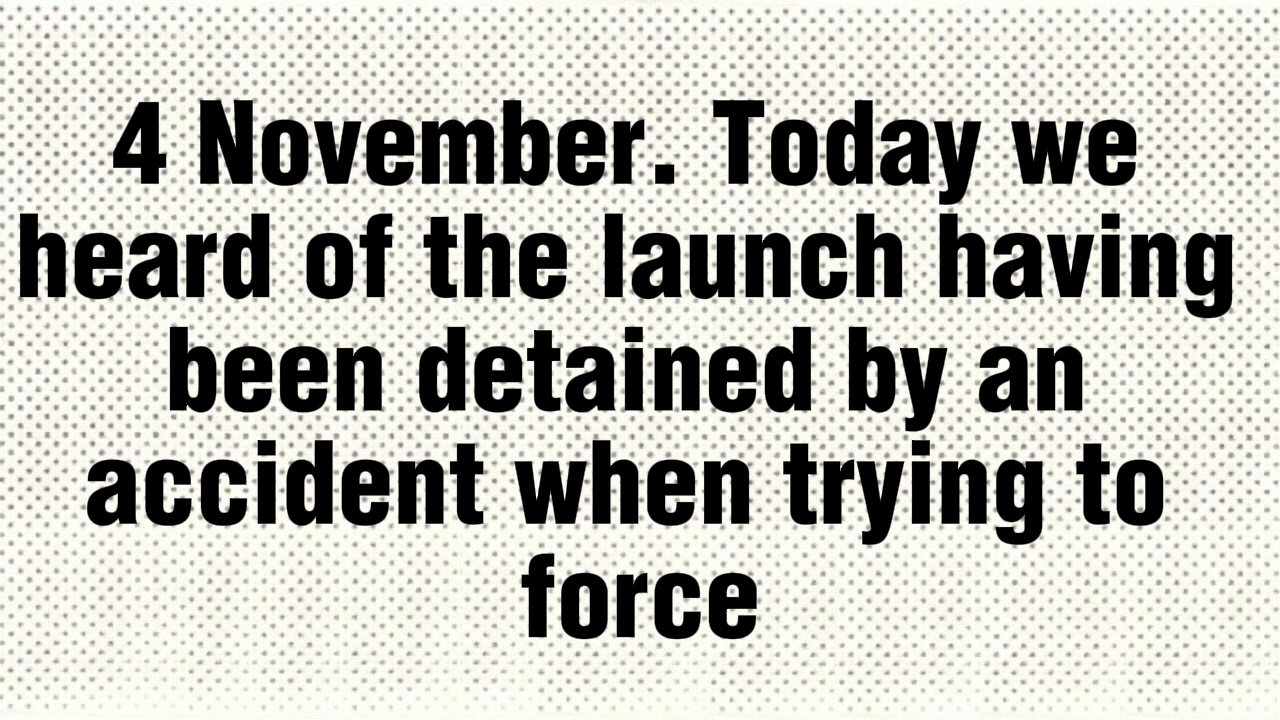 4 November. Today we
heard of the launch having
been detained by an
accident when trying to
force